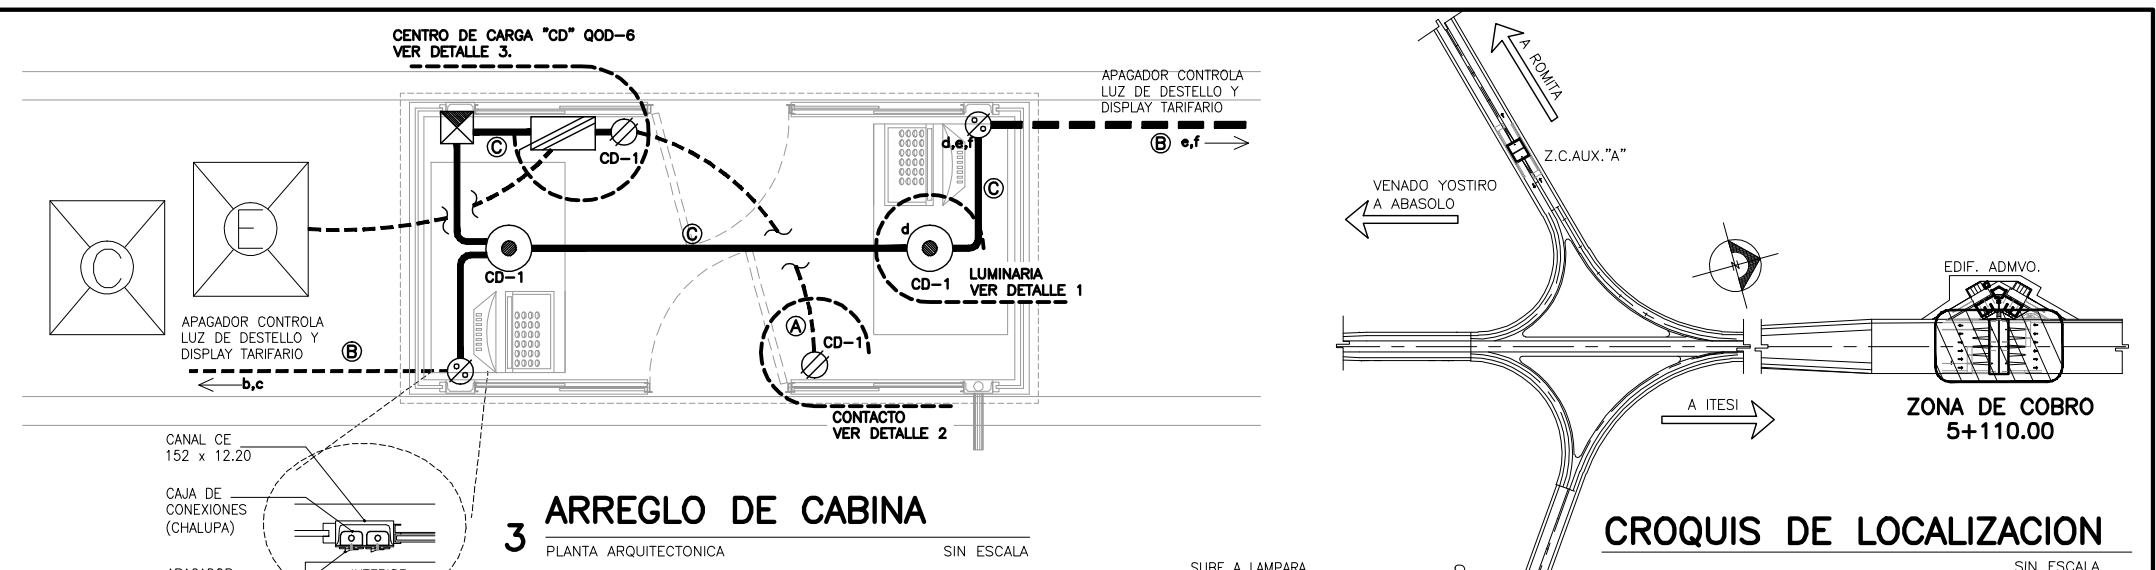 CENTRO DE CARGA "CD" QOD-6
VER DETALLE 3.
APAGADOR CONTROLA
LUZ DE DESTELLO Y
DISPLAY TARIFARIO
B e,f
d,e,f
C
CD-1
C
E
C
C
d
CD-1
CD-1
LUMINARIA
VER DETALLE 1
APAGADOR CONTROLA
LUZ DE DESTELLO Y
DISPLAY TARIFARIO
B
b,c
A
CD-1
CONTACTO
VER DETALLE 2
CANAL CE
152 x 12.20
CAJA DE
CONEXIONES
(CHALUPA)
3 ARREGLO DE CABINA
PLANTA ARQUITECTONICA SIN ESCALA
SUBE A LAMPARA
A ROMITA
Z.C.AUX."A"
VENADO YOSTIRO
A ABASOLO
N
EDIF. ADMVO.
A ITESI
ZONA DE COBRO
5+110.00
CROQUIS DE LOCALIZACION
SIN ESCALA